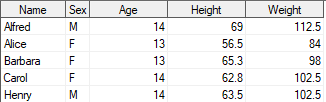 Name Sex Age Height Weight
Alfred M 14 69 112.5
Alice F 13 56.5 84
Barbara F 13 65.3 98
Carol F 14 62.8 102.5
Henry M 14 63.5 102.5